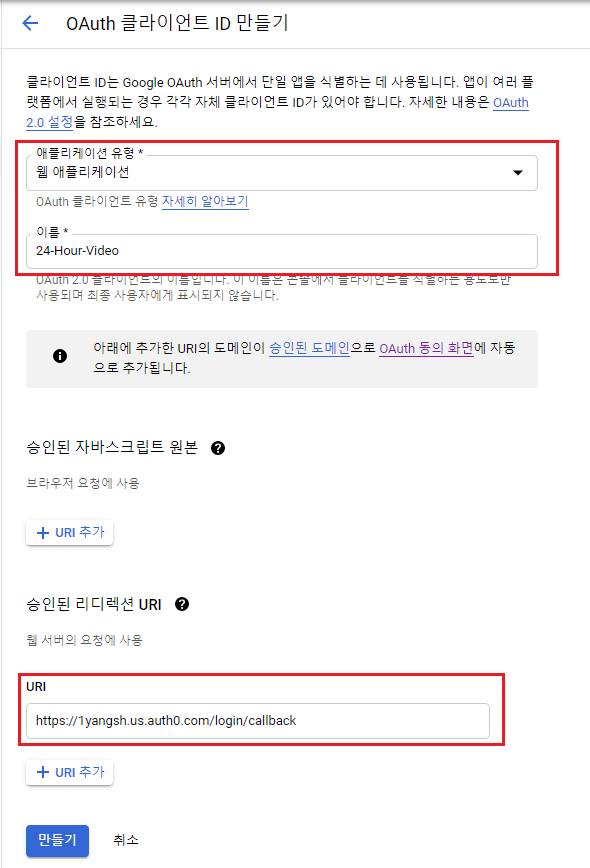 OAuth 클라이언트 ID 만들기
클라이언트 ID는 Google OAuth 서버에서 단일 앱을 식별하는 데 사용됩니다. 앱이 여러 플
랫폼에서 실행되는 경우 각각 자체 클라이언트 ID가 있어야 합니다. 자세한 내용은 OAuth
2.0 설정을 참조하세요.
애플리케이션 유형 *
웹 애플리케이션
OAuth 클라이언트 유형 자세히 알아보기
이름 *
24-Hour-Video
OAuth 2.0 클라이언트의 이름입니다. 이 이름은 콘솔에서 클라이언트를 식별하는 용도로만
사용되며 최종 사용자에게 표시되지 않습니다.
아래에 추가한 URI의 도메인이 승인된 도메인으로 OAuth 동의 화면에 자동
으로 추가됩니다.
승인된 자바스크립트 원본
브라우저 요청에 사용
+ URI 추가
승인된 리디렉션 URI
웹 서버의 요청에 사용
URI
https://1yangsh.us.auth0.com/login/callback
+ URI 추가
만들기 취소